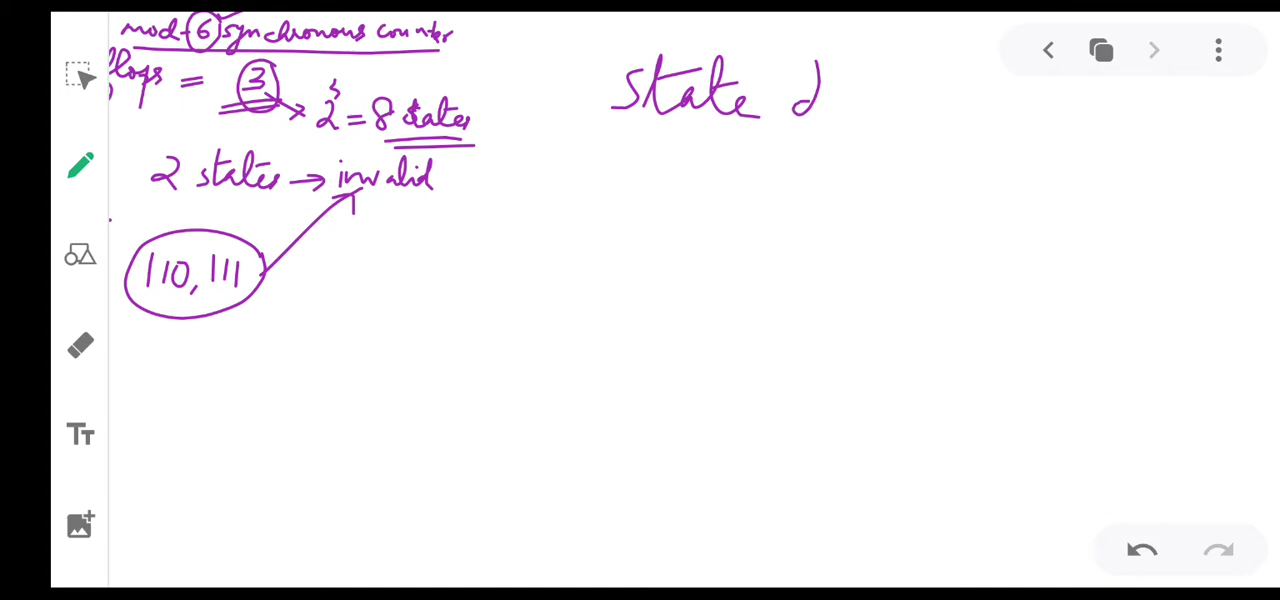 mod-6 synchronous counter
flops = 3
2³ = 8 states
2 states → invalid
110, 111
state d